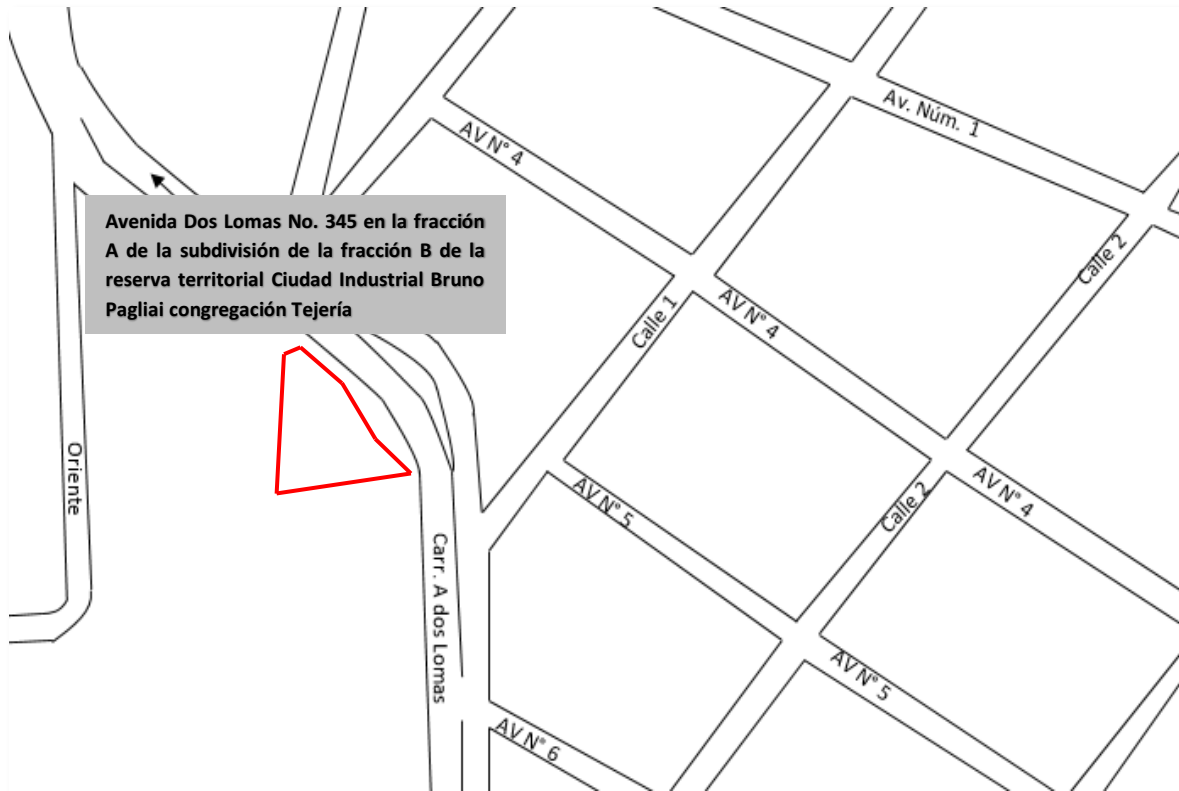 Av. Núm. 1
AV N° 4
Avenida Dos Lomas No. 345 en la fracción
A de la subdivisión de la fracción B de la
reserva territorial Ciudad Industrial Bruno
Pagliai congregación Tejería
Calle 2
Calle 1
AV N° 4
Oriente
AV N° 5
Calle 2
AV N° 4
Carr. A dos Lomas
AV N° 5
AV N° 6